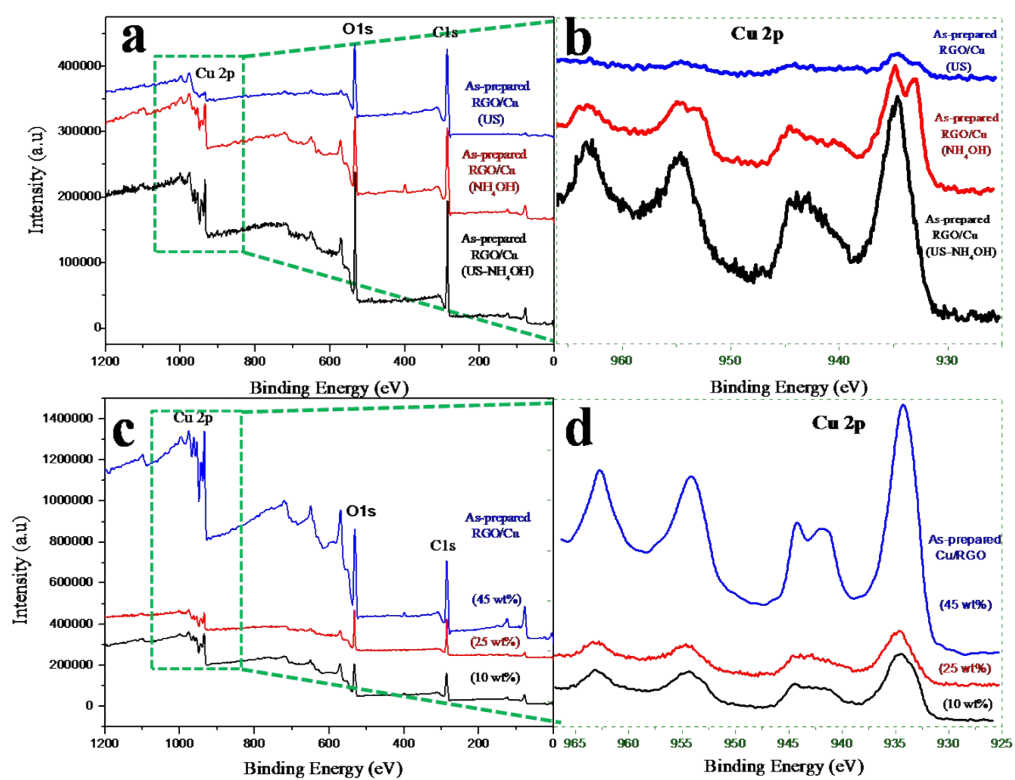 a
O1s
C1s
Cu 2p
As-prepared
RGO/Cu
(US)
As-prepared
RGO/Cu
(NH4OH)
As-prepared
RGO/Cu
(US-NH4OH)
400000
300000
200000
100000
0
Intensity (a.u)
1200 1000 800 600 400 200 0
Binding Energy (eV)
b
Cu 2p
As-prepared
RGO/Cu
(US)
As-prepared
RGO/Cu
(NH4OH)
As-prepared
RGO/Cu
(US-NH4OH)
960 950 940 930
Binding Energy (eV)
c
Cu 2p
O1s
C1s
As-prepared
RGO/Cu
(45 wt%)
(25 wt%)
(10 wt%)
1400000
1200000
1000000
800000
600000
400000
200000
0
Intensity (a.u)
1200 1000 800 600 400 200 0
Binding Energy (eV)
d
Cu 2p
As-prepared
Cu/RGO
(45 wt%)
(25 wt%)
(10 wt%)
965 960 955 950 945 940 935 930 925
Binding Energy (eV)